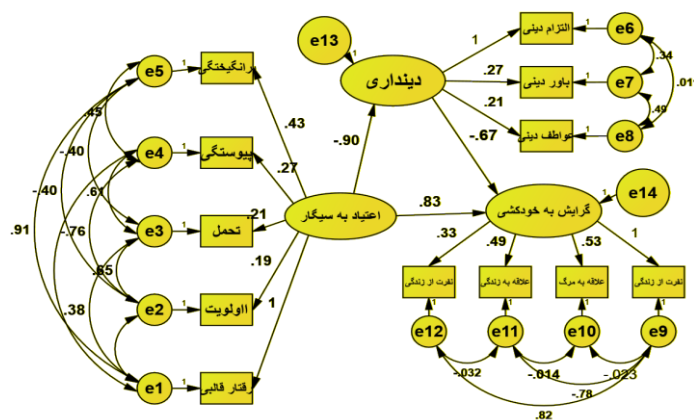 e13
1
دینداری
1
التزام دینی
1
e6
.27
باور دینی
1
e7
.21
عواطف دینی
1
e8
.34
.01
.49
-.90
-.67
e5
1
e4
1
پیوستگی
e3
1
تحمل
e2
1
ااولویت
e1
1
رفتار قالبی
.45
-.40
-.40
.61
.91
-.76
.65
.38
.43
.27
.21
.19
1
اعتیاد به سیگار
.83
گرایش به خودکشی
1
e14
.33
.49
.53
1
نفرت از زندگی
علاقه به زندگی
علاقه به مرگ
نفرت از زندگی
1
1
1
1
e12
e11
e10
e9
-.032
-.014
-.023
-.78
.82